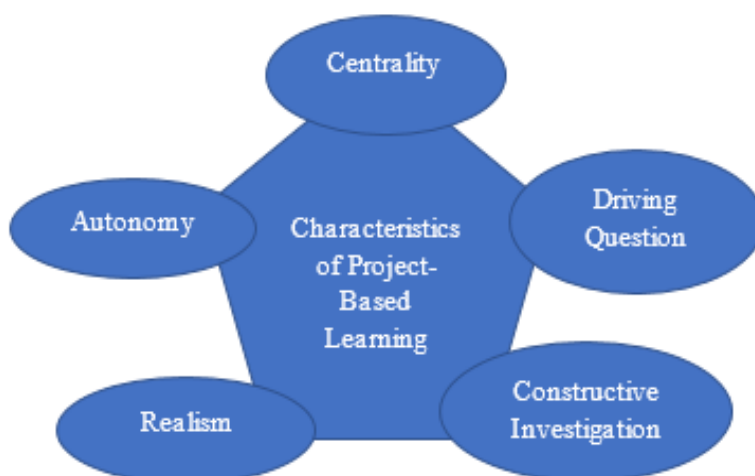 Centrality
Driving
Question
Autonomy
Characteristics
of Project-
Based
Learning
Constructive
Investigation
Realism